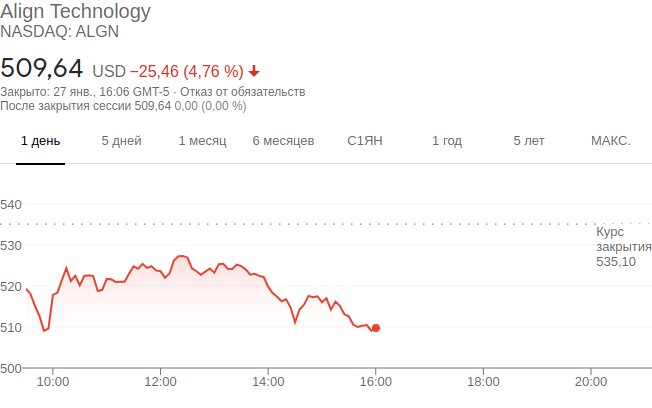 Align Technology
NASDAQ: ALGN
509,64 USD −25,46 (4,76 %)
Закрыто: 27 янв., 16:06 GMT-5 · Отказ от обязательств
После закрытия сессии 509,64 0,00 (0,00 %)
1 день 5 дней 1 месяц 6 месяцев С1ЯН 1 год 5 лет МАКС.
540
Курс
закрытия
535,10
530
520
510
500
10:00 12:00 14:00 16:00 18:00 20:00